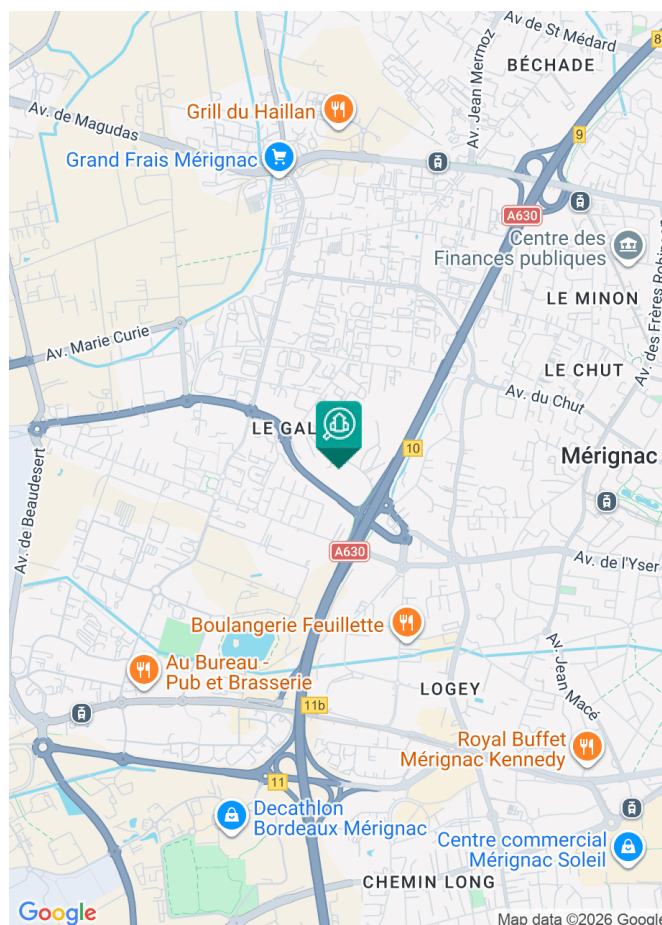 Av de St Médard
8
BÉCHADE
Av. Jean Mermoz
Av. de Magudas
Grill du Haillan
9
Grand Frais Mérignac
A630
Centre des
Finances publiques
LE MINON
Av. des Frères Robin
Av. Marie Curie
LE CHUT
Av. du Chut
LE GAL
10
Mérignac
Av. de Beaudesert
A630
Av. de l'Yser
Boulangerie Feuillette
Au Bureau -
Pub et Brasserie
LOGEY
Av. Jean Macé
11b
Royal Buffet
Mérignac Kennedy
11
Decathlon
Bordeaux Mérignac
Centre commercial
Mérignac Soleil
CHEMIN LONG
Google
Map data ©2026 Google